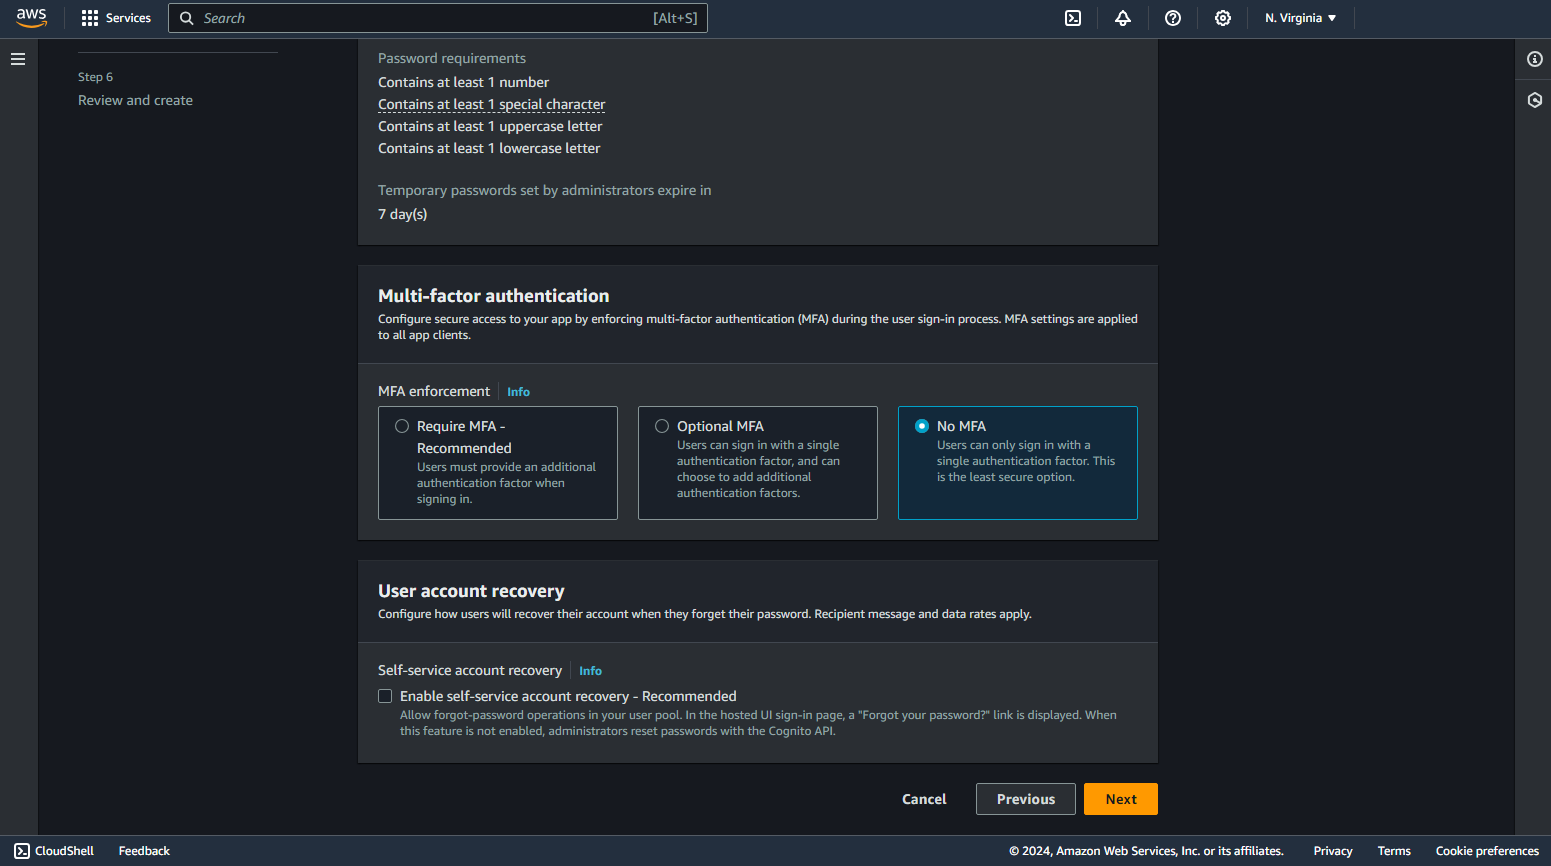 aws
Services
Search
[Alt+S]
N. Virginia
Step 6
Review and create
Password requirements
Contains at least 1 number
Contains at least 1 special character
Contains at least 1 uppercase letter
Contains at least 1 lowercase letter
Temporary passwords set by administrators expire in
7 day(s)
Multi-factor authentication
Configure secure access to your app by enforcing multi-factor authentication (MFA) during the user sign-in process. MFA settings are applied
to all app clients.
MFA enforcement
Info
Require MFA -
Recommended
Users must provide an additional
authentication factor when
signing in.
Optional MFA
Users can sign in with a single
authentication factor, and can
choose to add additional
authentication factors.
No MFA
Users can only sign in with a
single authentication factor. This
is the least secure option.
User account recovery
Configure how users will recover their account when they forget their password. Recipient message and data rates apply.
Self-service account recovery
Info
Enable self-service account recovery - Recommended
Allow forgot-password operations in your user pool. In the hosted UI sign-in page, a "Forgot your password?" link is displayed. When
this feature is not enabled, administrators reset passwords with the Cognito API.
Cancel
Previous
Next
CloudShell
Feedback
© 2024, Amazon Web Services, Inc. or its affiliates.
Privacy
Terms
Cookie preferences